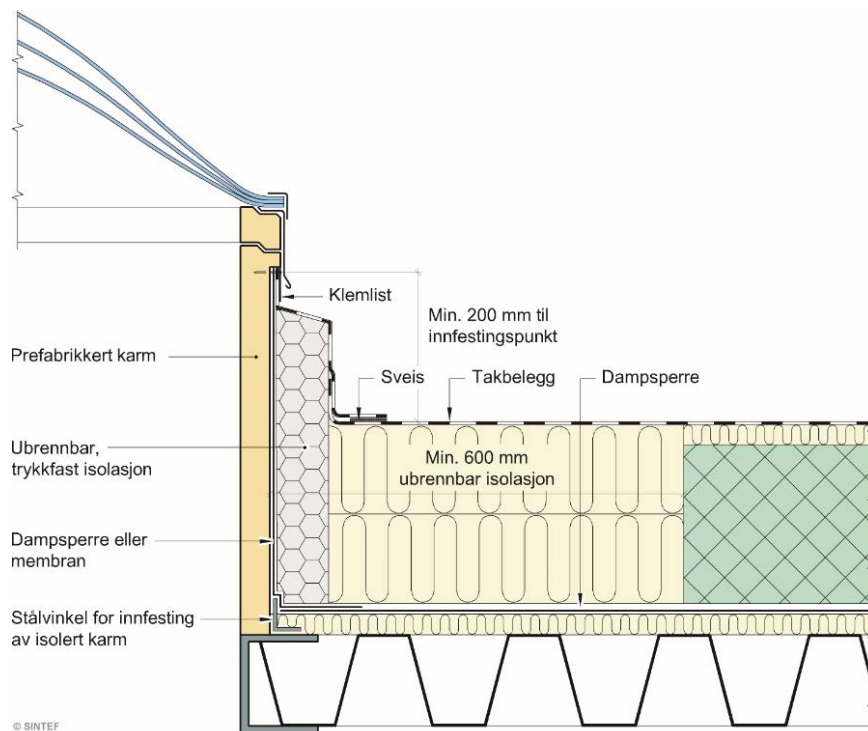 Klemlist
Min. 200 mm til
innfestingspunkt
Prefabrikkert karm
Sveis
Takbelegg
Dampsperre
Ubrennbar,
trykkfast isolasjon
Min. 600 mm
ubrennbar isolasjon
Dampsperre eller
membran
Stålvinkel for innfesting
av isolert karm
© SINTEF